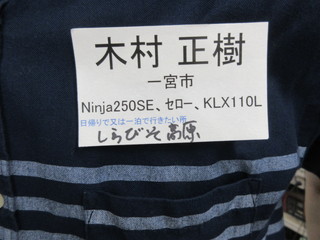 木村 正樹
一宮市
Ninja250SE、セロー、KLX110L
日帰りで又は一泊で行きたい所
しらびそ高原